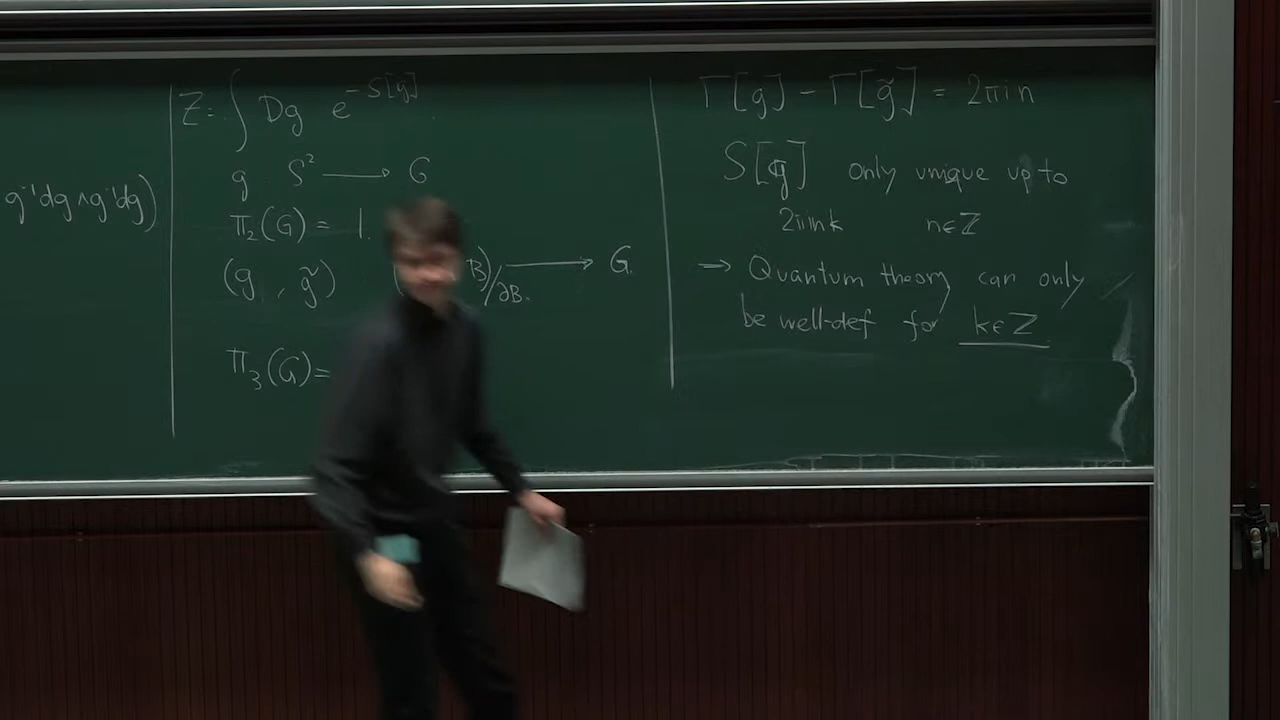 g⁻¹dg ∧ g⁻¹dg)
Z = ∫ Dg e^{-S[g]}.
g S² ⟶ G
π₂(G) = 1.
(g , g̃) B)/∂B. ⟶ G.
π₃(G) =
Γ[g] - Γ[g̃] = 2πin
S[g] only unique up to
2πink n∈ℤ
→ Quantum theory can only
be well-def for k∈ℤ